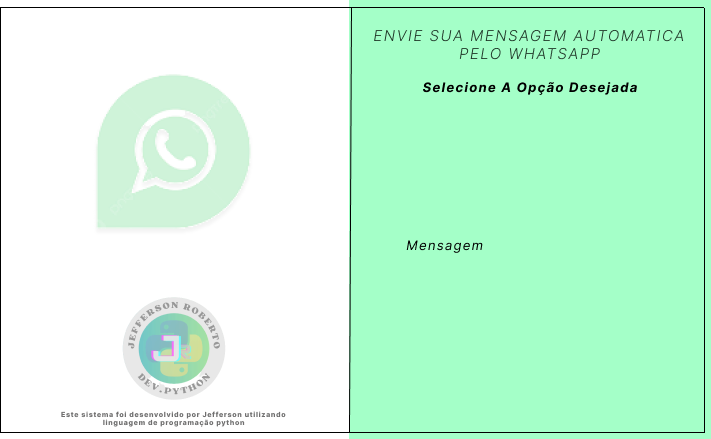 ENVIE SUA MENSAGEM AUTOMATICA
PELO WHATSAPP
Selecione A Opção Desejada
Mensagem
JEFFERSON ROBERTO
J
DEV.PYTHON
Este sistema foi desenvolvido por Jefferson utilizando
linguagem de programação python